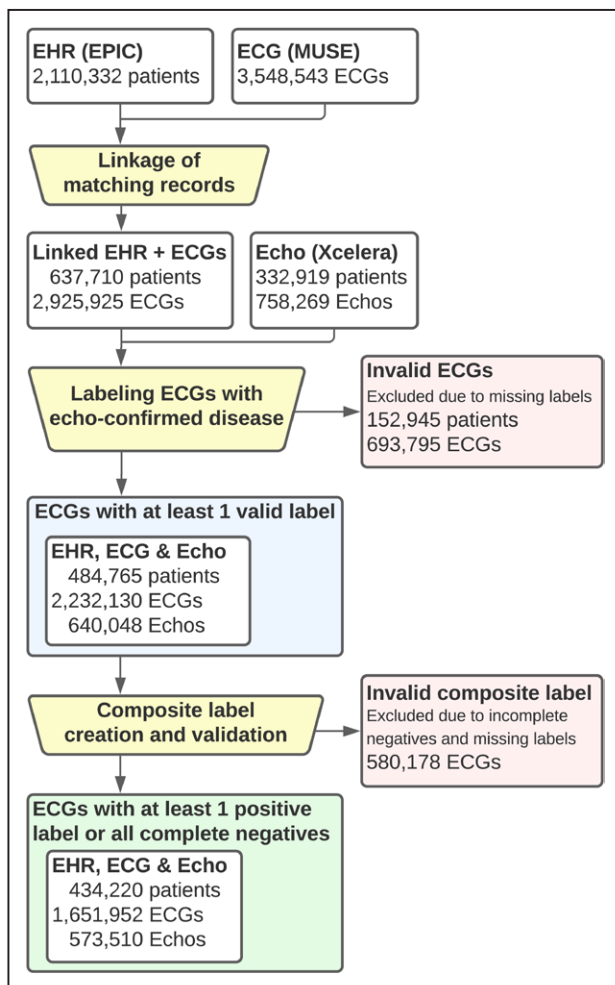 EHR (EPIC)
2,110,332 patients
ECG (MUSE)
3,548,543 ECGs
Linkage of
matching records
Linked EHR + ECGs
637,710 patients
2,925,925 ECGs
Echo (Xcelera)
332,919 patients
758,269 Echos
Labeling ECGs with
echo-confirmed disease
Invalid ECGs
Excluded due to missing labels
152,945 patients
693,795 ECGs
ECGs with at least 1 valid label
EHR, ECG & Echo
484,765 patients
2,232,130 ECGs
640,048 Echos
Composite label
creation and validation
Invalid composite label
Excluded due to incomplete
negatives and missing labels
580,178 ECGs
ECGs with at least 1 positive
label or all complete negatives
EHR, ECG & Echo
434,220 patients
1,651,952 ECGs
573,510 Echos